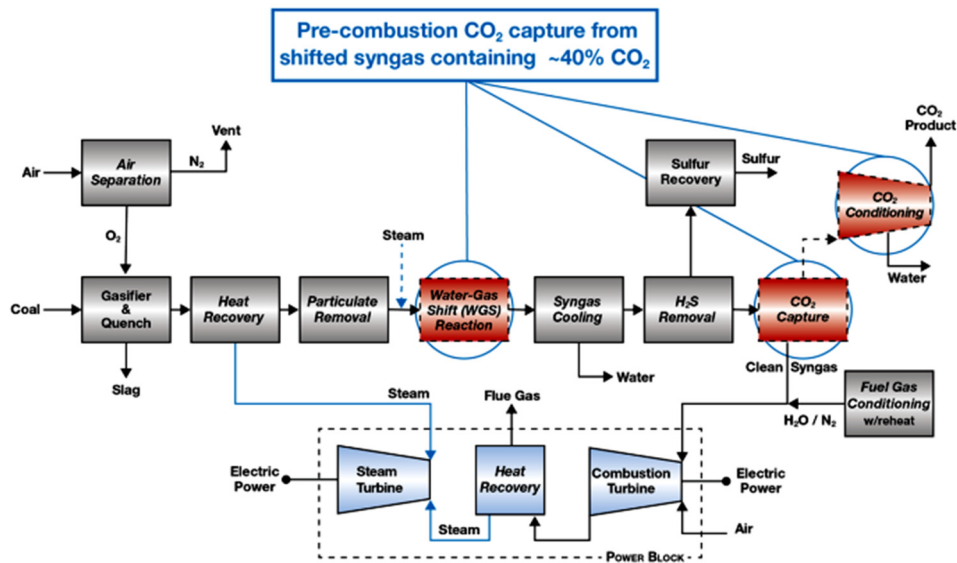 Pre-combustion CO₂ capture from
shifted syngas containing ~40% CO₂
CO₂
Product
Vent
Air
Air
Separation
N₂
Sulfur
Recovery
Sulfur
CO₂
Conditioning
O₂
Steam
Water
Coal
Gasifier
&
Quench
Heat
Recovery
Particulate
Removal
Water-Gas
Shift (WGS)
Reaction
Syngas
Cooling
H₂S
Removal
CO₂
Capture
Slag
Water
Clean Syngas
Steam
Flue Gas
H₂O / N₂
Fuel Gas
Conditioning
w/reheat
Electric
Power
Steam
Turbine
Heat
Recovery
Combustion
Turbine
Electric
Power
Steam
Air
POWER BLOCK